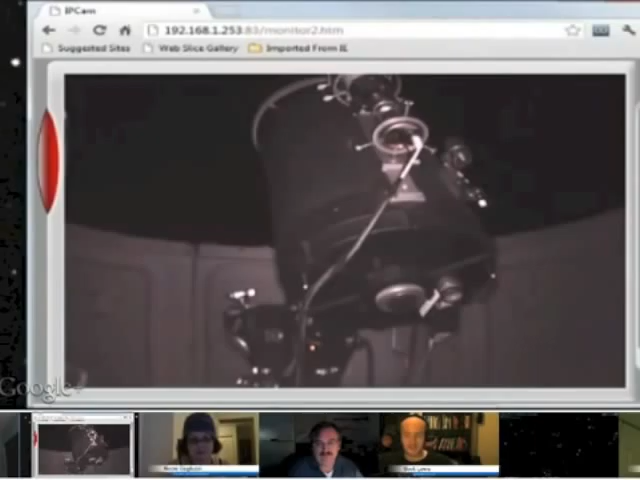 IPCam
192.168.1.253:83/monitor2.htm
Suggested Sites Web Slice Gallery Imported From IE
Google+